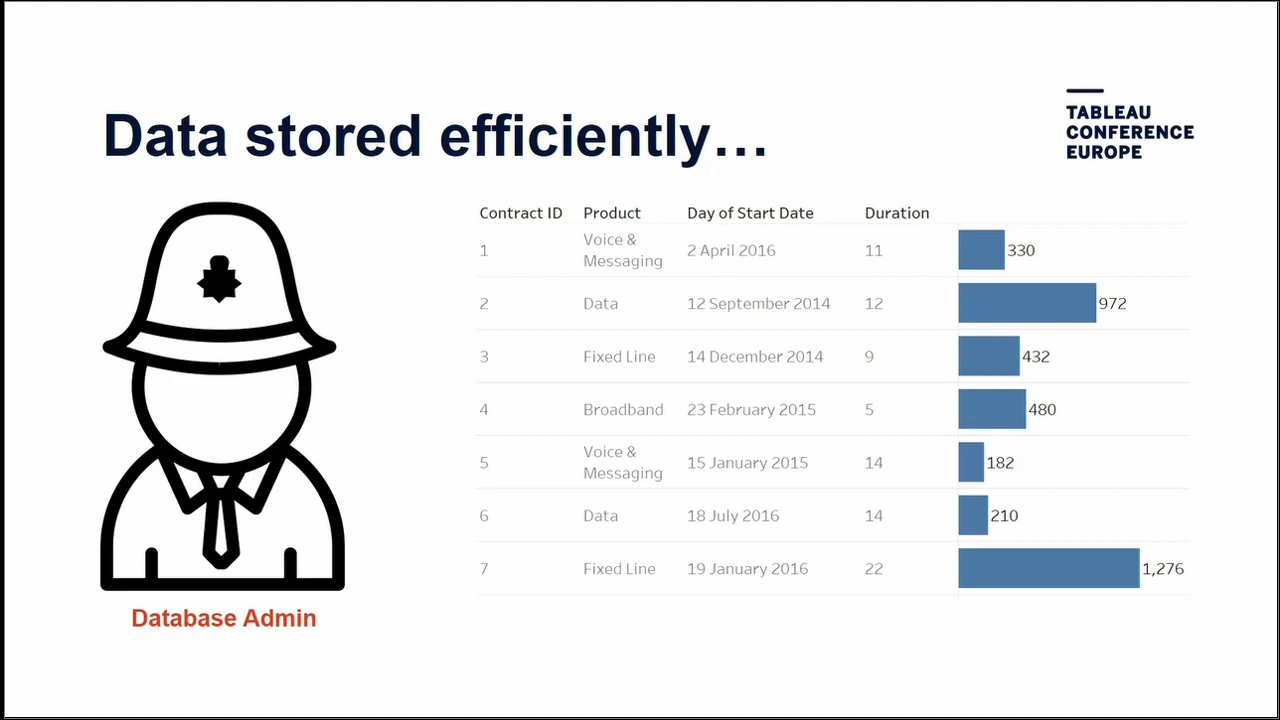 Data stored efficiently…
TABLEAU
CONFERENCE
EUROPE
Contract ID Product Day of Start Date Duration
1 Voice & Messaging 2 April 2016 11 330
2 Data 12 September 2014 12 972
3 Fixed Line 14 December 2014 9 432
4 Broadband 23 February 2015 5 480
5 Voice & Messaging 15 January 2015 14 182
6 Data 18 July 2016 14 210
7 Fixed Line 19 January 2016 22 1,276
Database Admin